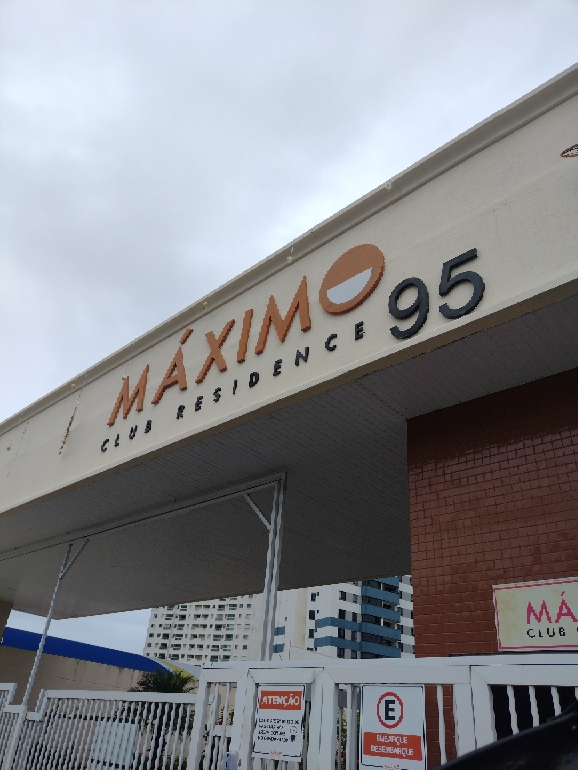 MÁXIMO 95
CLUB RESIDENCE
MÁ
CLUB
ATENÇÃO
E
EMBARQUE
DESEMBARQUE